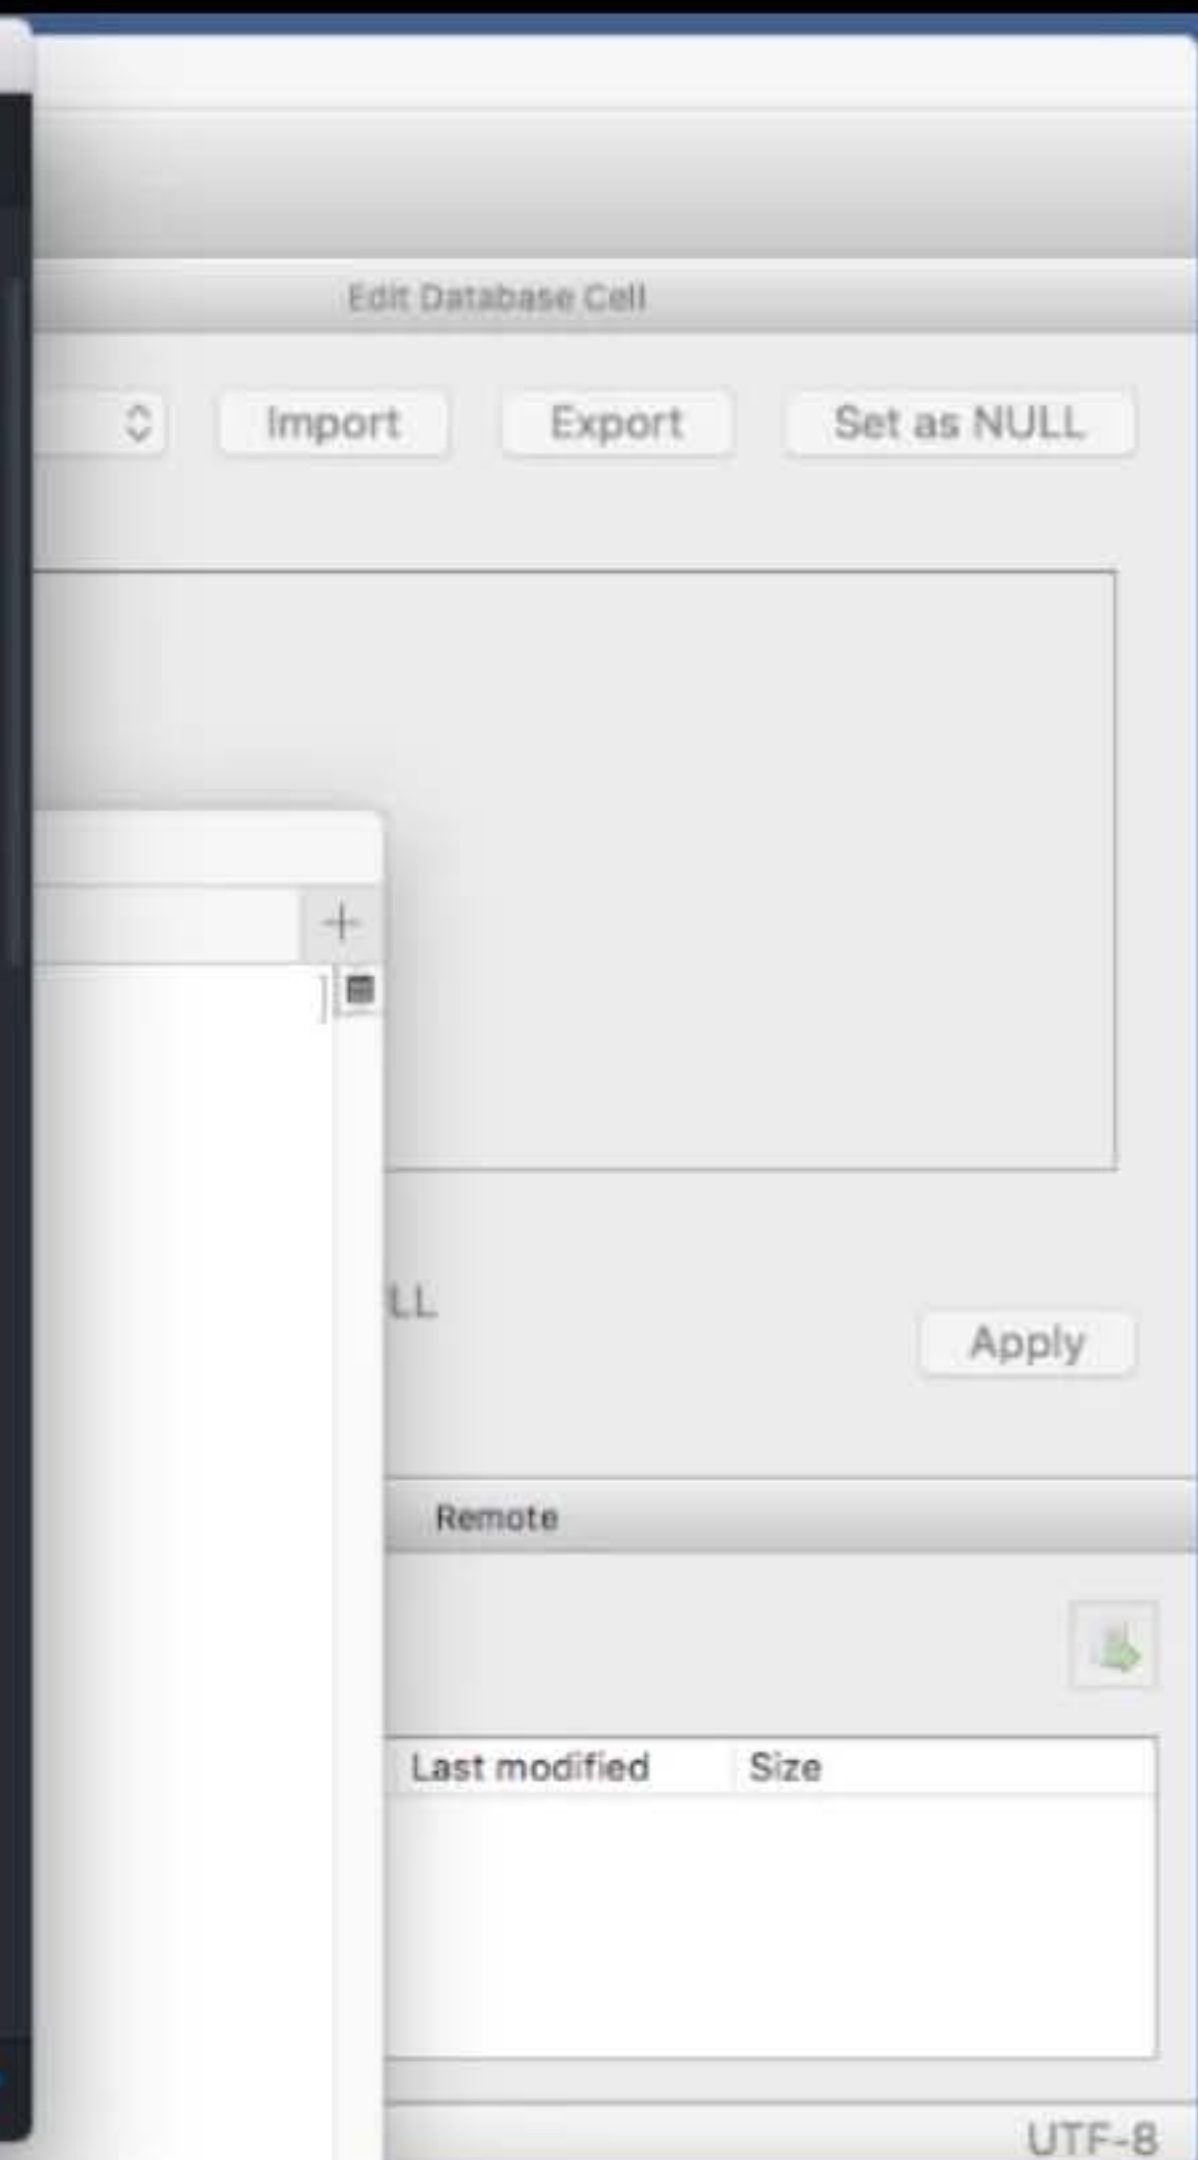 Edit Database Cell
Import Export Set as NULL
+
LL
Apply
Remote
Last modified Size
UTF-8